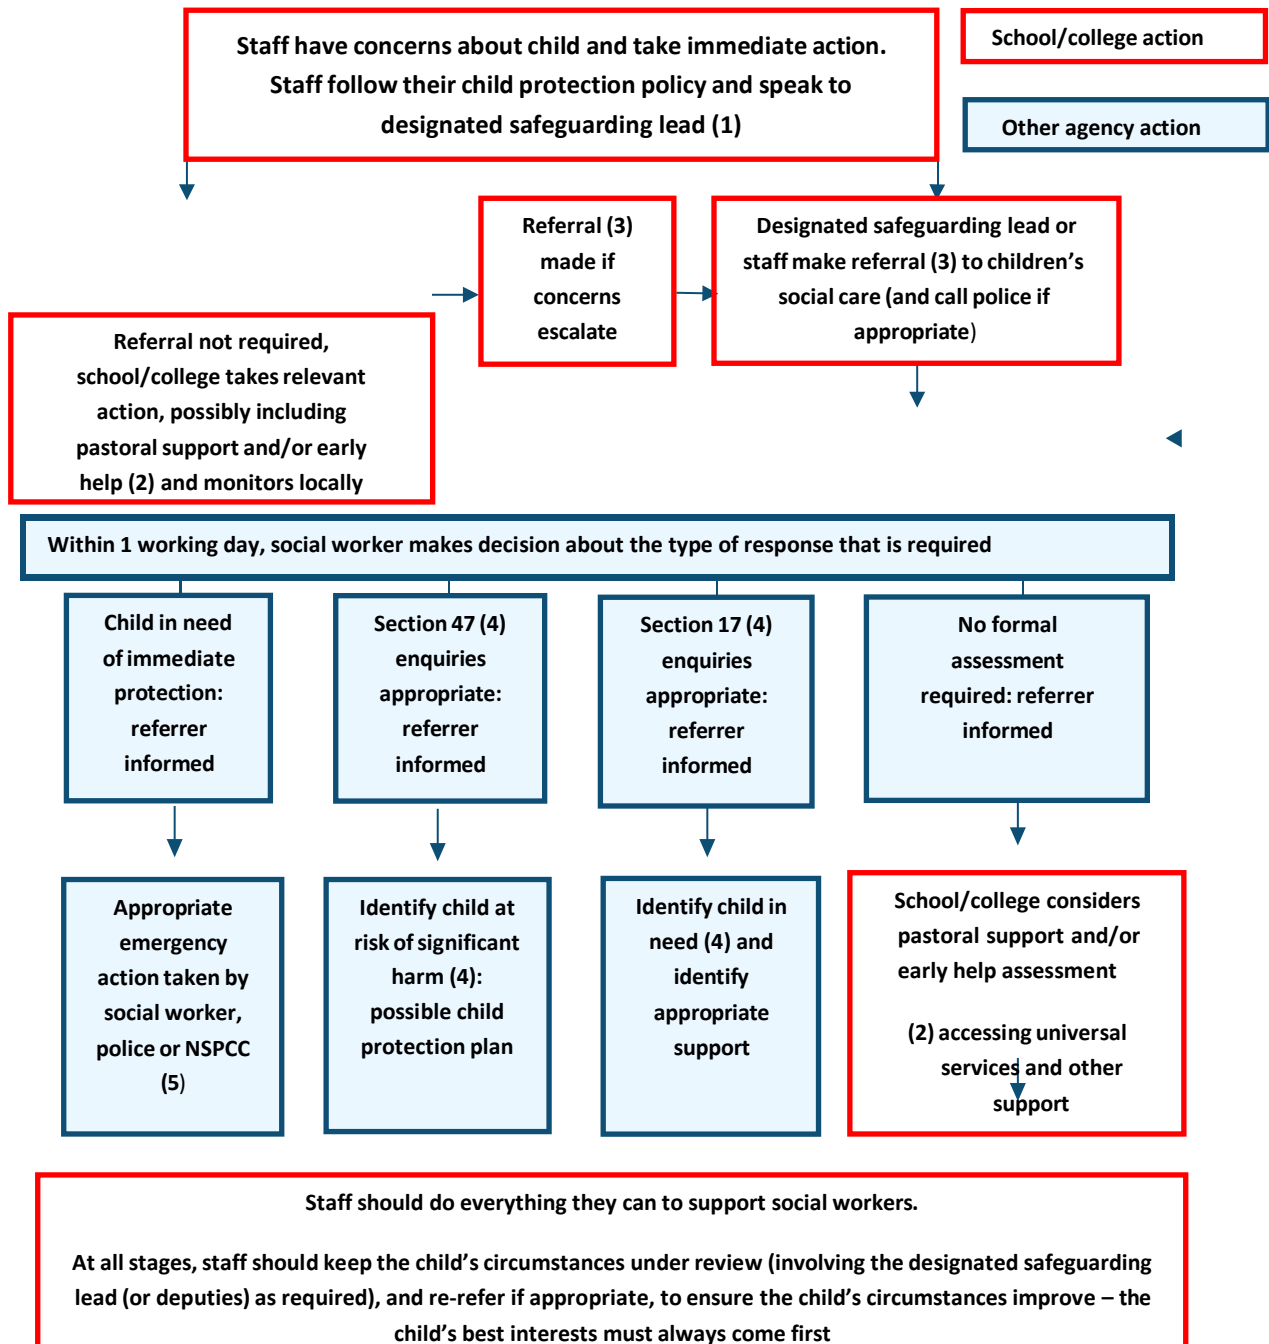 Staff have concerns about child and take immediate action.
Staff follow their child protection policy and speak to
designated safeguarding lead (1)
School/college action
Other agency action
Referral (3)
made if
concerns
escalate
Designated safeguarding lead or
staff make referral (3) to children’s
social care (and call police if
appropriate)
Referral not required,
school/college takes relevant
action, possibly including
pastoral support and/or early
help (2) and monitors locally
Within 1 working day, social worker makes decision about the type of response that is required
Child in need
of immediate
protection:
referrer
informed
Section 47 (4)
enquiries
appropriate:
referrer
informed
Section 17 (4)
enquiries
appropriate:
referrer
informed
No formal
assessment
required: referrer
informed
Appropriate
emergency
action taken by
social worker,
police or NSPCC
(5)
Identify child at
risk of significant
harm (4):
possible child
protection plan
Identify child in
need (4) and
identify
appropriate
support
School/college considers
pastoral support and/or
early help assessment
(2) accessing universal
services and other
support
Staff should do everything they can to support social workers.
At all stages, staff should keep the child’s circumstances under review (involving the designated safeguarding
lead (or deputies) as required), and re-refer if appropriate, to ensure the child’s circumstances improve – the
child’s best interests must always come first